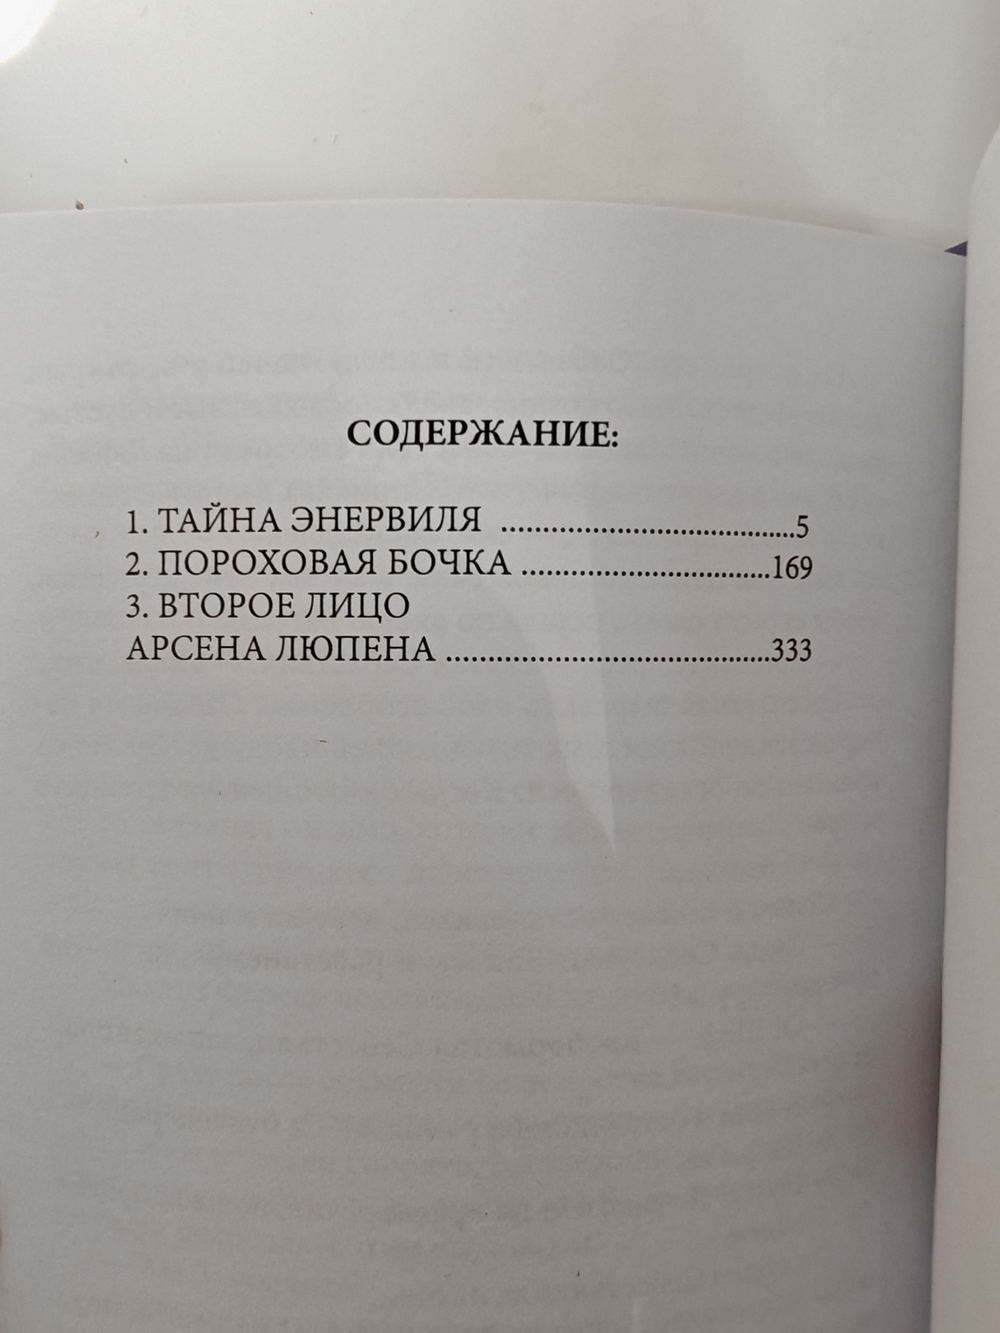 СОДЕРЖАНИЕ:
1. ТАЙНА ЭНЕРВИЛЯ ......................................5
2. ПОРОХОВАЯ БОЧКА ................................169
3. ВТОРОЕ ЛИЦО
АРСЕНА ЛЮПЕНА ..........................................333